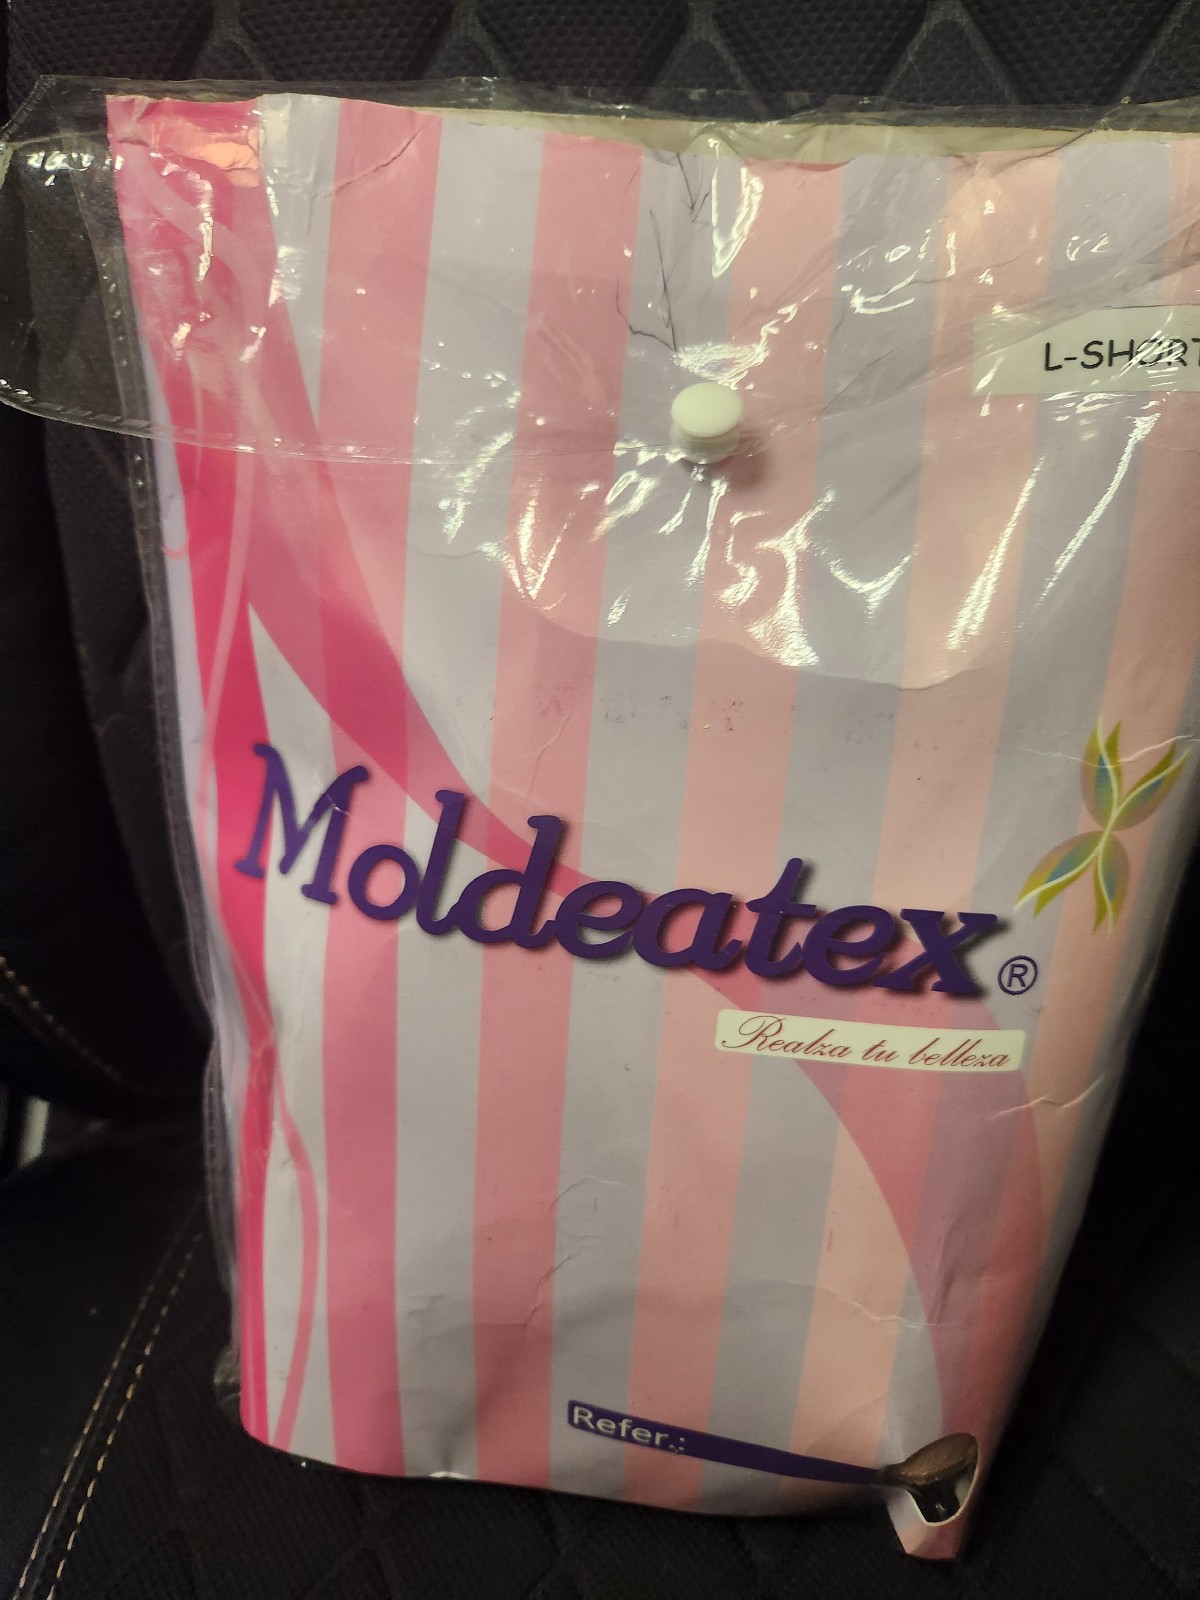 L-SHORT
Moldeatex®
Realza tu belleza
Refer.: